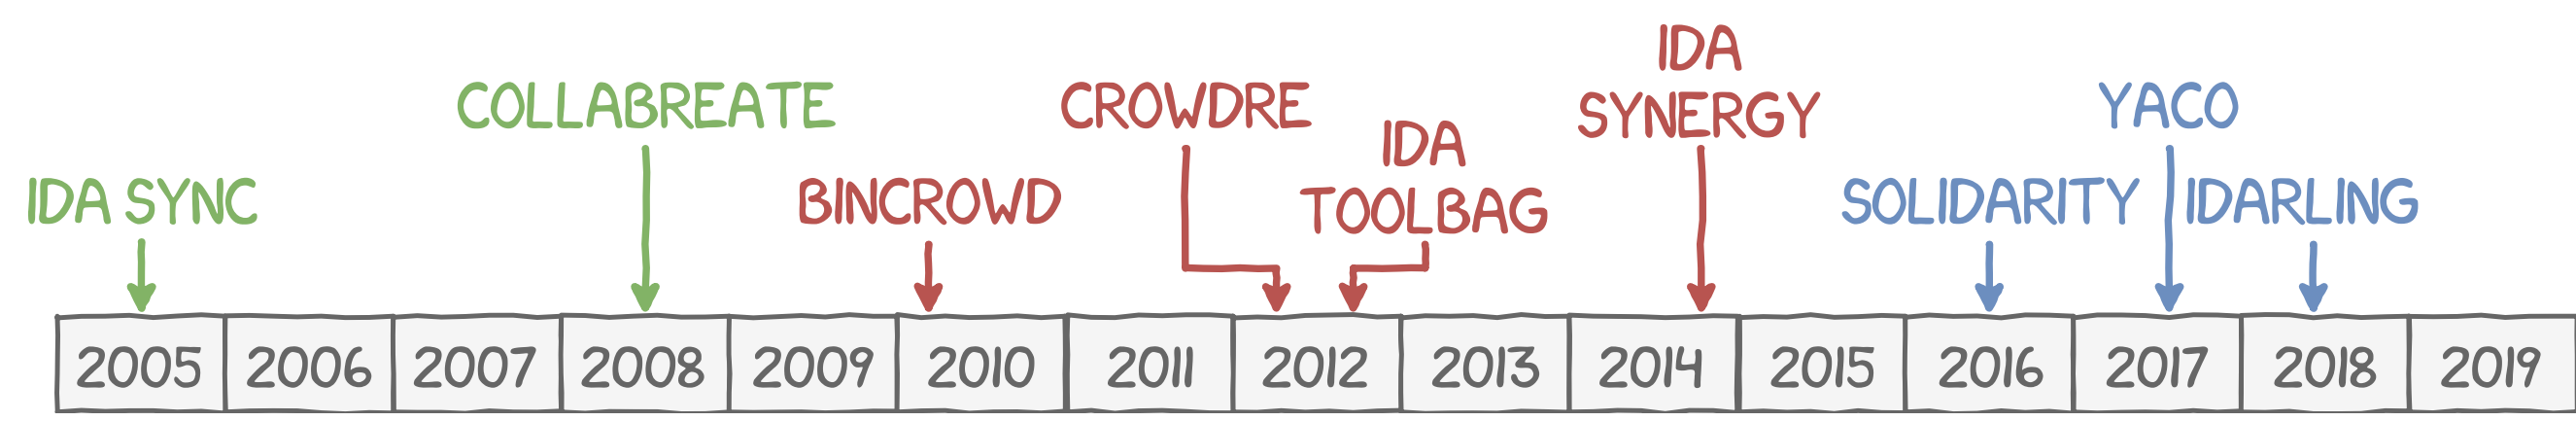 IDA SYNC
COLLABREATE
BINCROWD
CROWDRE
IDA
TOOLBAG
IDA
SYNERGY
SOLIDARITY
YACO
IDARLING
2005
2006
2007
2008
2009
2010
2011
2012
2013
2014
2015
2016
2017
2018
2019